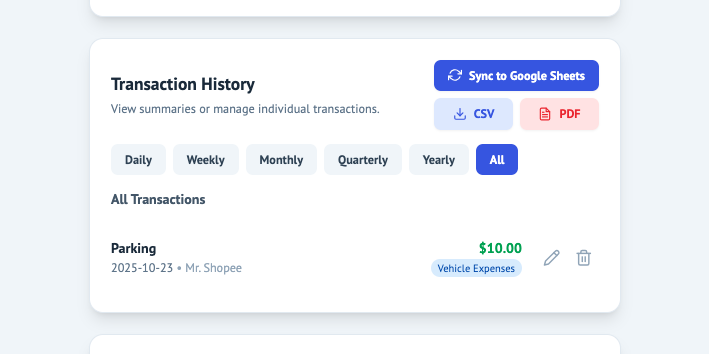 Transaction History
View summaries or manage individual transactions.
Sync to Google Sheets
CSV
PDF
Daily
Weekly
Monthly
Quarterly
Yearly
All
All Transactions
Parking
2025-10-23 • Mr. Shopee
$10.00
Vehicle Expenses